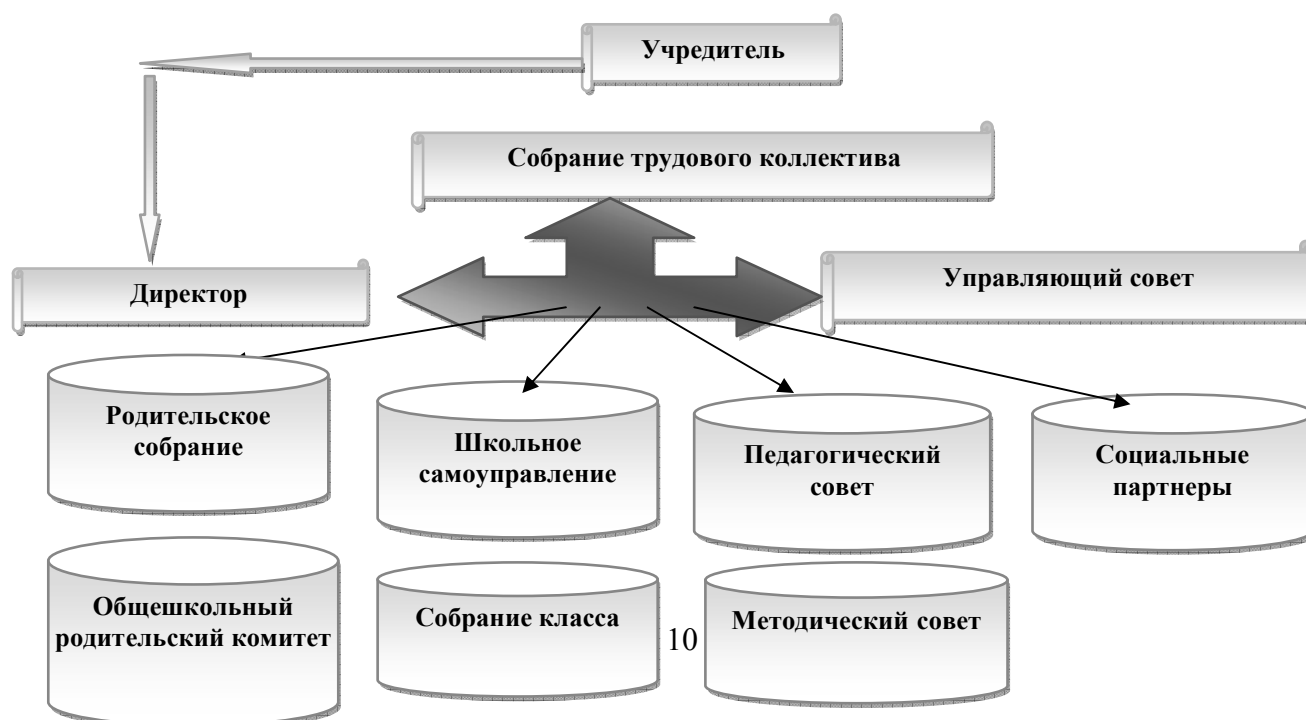 Учредитель
Собрание трудового коллектива
Директор
Управляющий совет
Родительское
собрание
Школьное
самоуправление
Педагогический
совет
Социальные
партнеры
Общешкольный
родительский комитет
Собрание класса
10
Методический совет